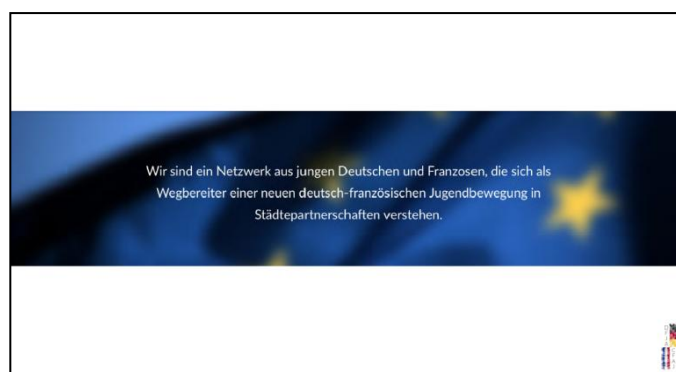 Wir sind ein Netzwerk aus jungen Deutschen und Franzosen, die sich als
Wegbereiter einer neuen deutsch-französischen Jugendbewegung in
Städtepartnerschaften verstehen.